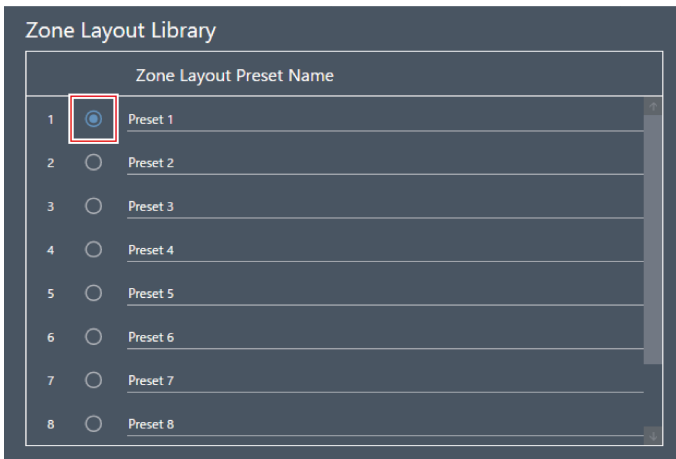 Zone Layout Library
Zone Layout Preset Name
1 Preset 1
2 Preset 2
3 Preset 3
4 Preset 4
5 Preset 5
6 Preset 6
7 Preset 7
8 Preset 8